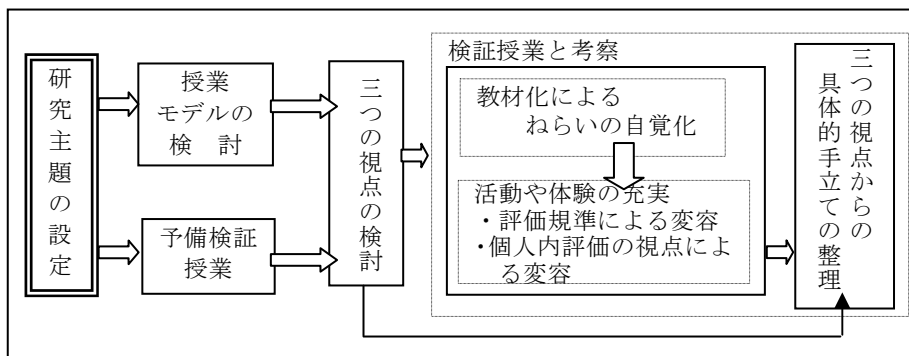 研究主題の設定
授業
モデルの
検　討
予備検証
授業
三つの視点の検討
検証授業と考察
教材化による
ねらいの自覚化
活動や体験の充実
・評価規準による変容
・個人内評価の視点によ
る変容
三つの視点からの
具体的手立ての整理